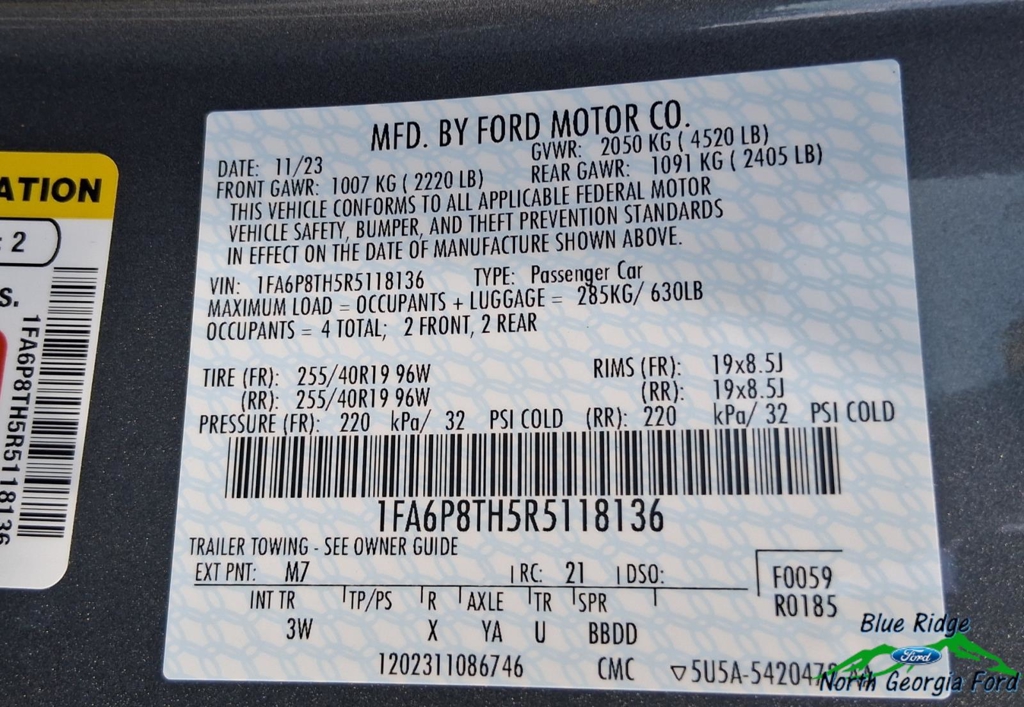 ATION
: 2
S.
1FA6P8TH5R5118136
MFD. BY FORD MOTOR CO.
DATE: 11/23 GVWR: 2050 KG ( 4520 LB)
FRONT GAWR: 1007 KG ( 2220 LB) REAR GAWR: 1091 KG ( 2405 LB)
THIS VEHICLE CONFORMS TO ALL APPLICABLE FEDERAL MOTOR
VEHICLE SAFETY, BUMPER, AND THEFT PREVENTION STANDARDS
IN EFFECT ON THE DATE OF MANUFACTURE SHOWN ABOVE.
VIN: 1FA6P8TH5R5118136 TYPE: Passenger Car
MAXIMUM LOAD = OCCUPANTS + LUGGAGE = 285KG/ 630LB
OCCUPANTS = 4 TOTAL; 2 FRONT, 2 REAR
TIRE (FR): 255/40R19 96W RIMS (FR): 19x8.5J
(RR): 255/40R19 96W (RR): 19x8.5J
PRESSURE (FR): 220 kPa/ 32 PSI COLD (RR): 220 kPa/ 32 PSI COLD
1FA6P8TH5R5118136
TRAILER TOWING - SEE OWNER GUIDE
EXT PNT: M7 RC: 21 DSO: F0059
INT TR TP/PS R AXLE TR SPR R0185
3W X YA U BBDD
1202311086746 CMC ▽5U5A-5420472-AA
Blue Ridge
Ford
North Georgia Ford